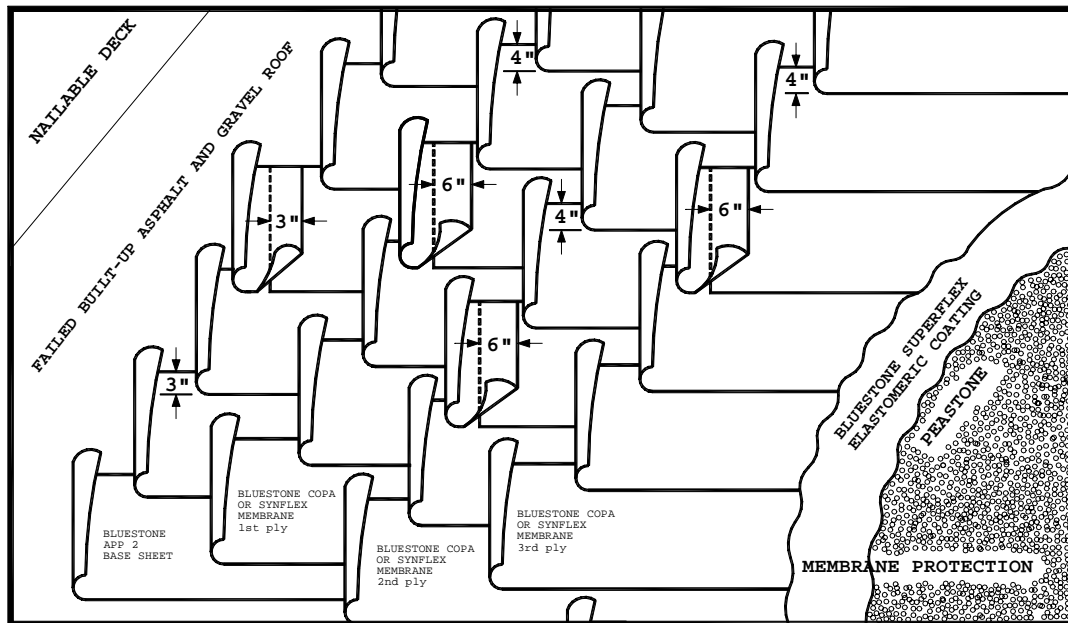 NAILABLE DECK
FAILED BUILT-UP ASPHALT AND GRAVEL ROOF
4"
4"
6"
3"
4"
6"
6"
3"
BLUESTONE
APP 2
BASE SHEET
BLUESTONE COPA
OR SYNFLEX
MEMBRANE
1st ply
BLUESTONE COPA
OR SYNFLEX
MEMBRANE
2nd ply
BLUESTONE COPA
OR SYNFLEX
MEMBRANE
3rd ply
BLUESTONE SUPERFLEX
ELASTOMERIC COATING
PEASTONE
MEMBRANE PROTECTION